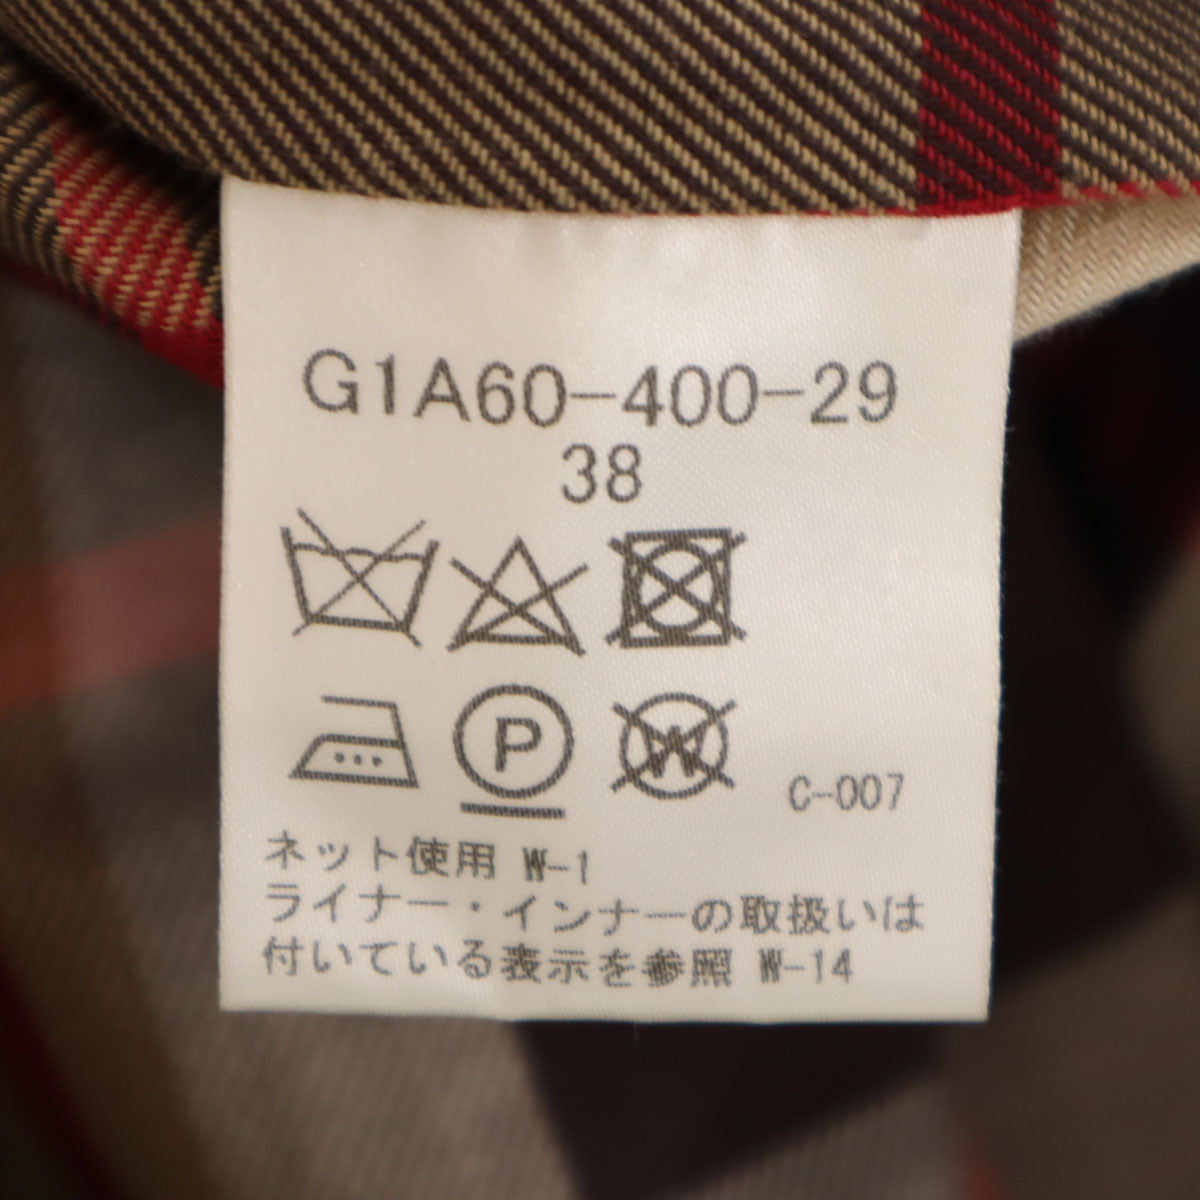 G1A60-400-29
38
P
W
C-007
ネット使用 W-1
ライナー・インナーの取扱いは
付いている表示を参照 W-14